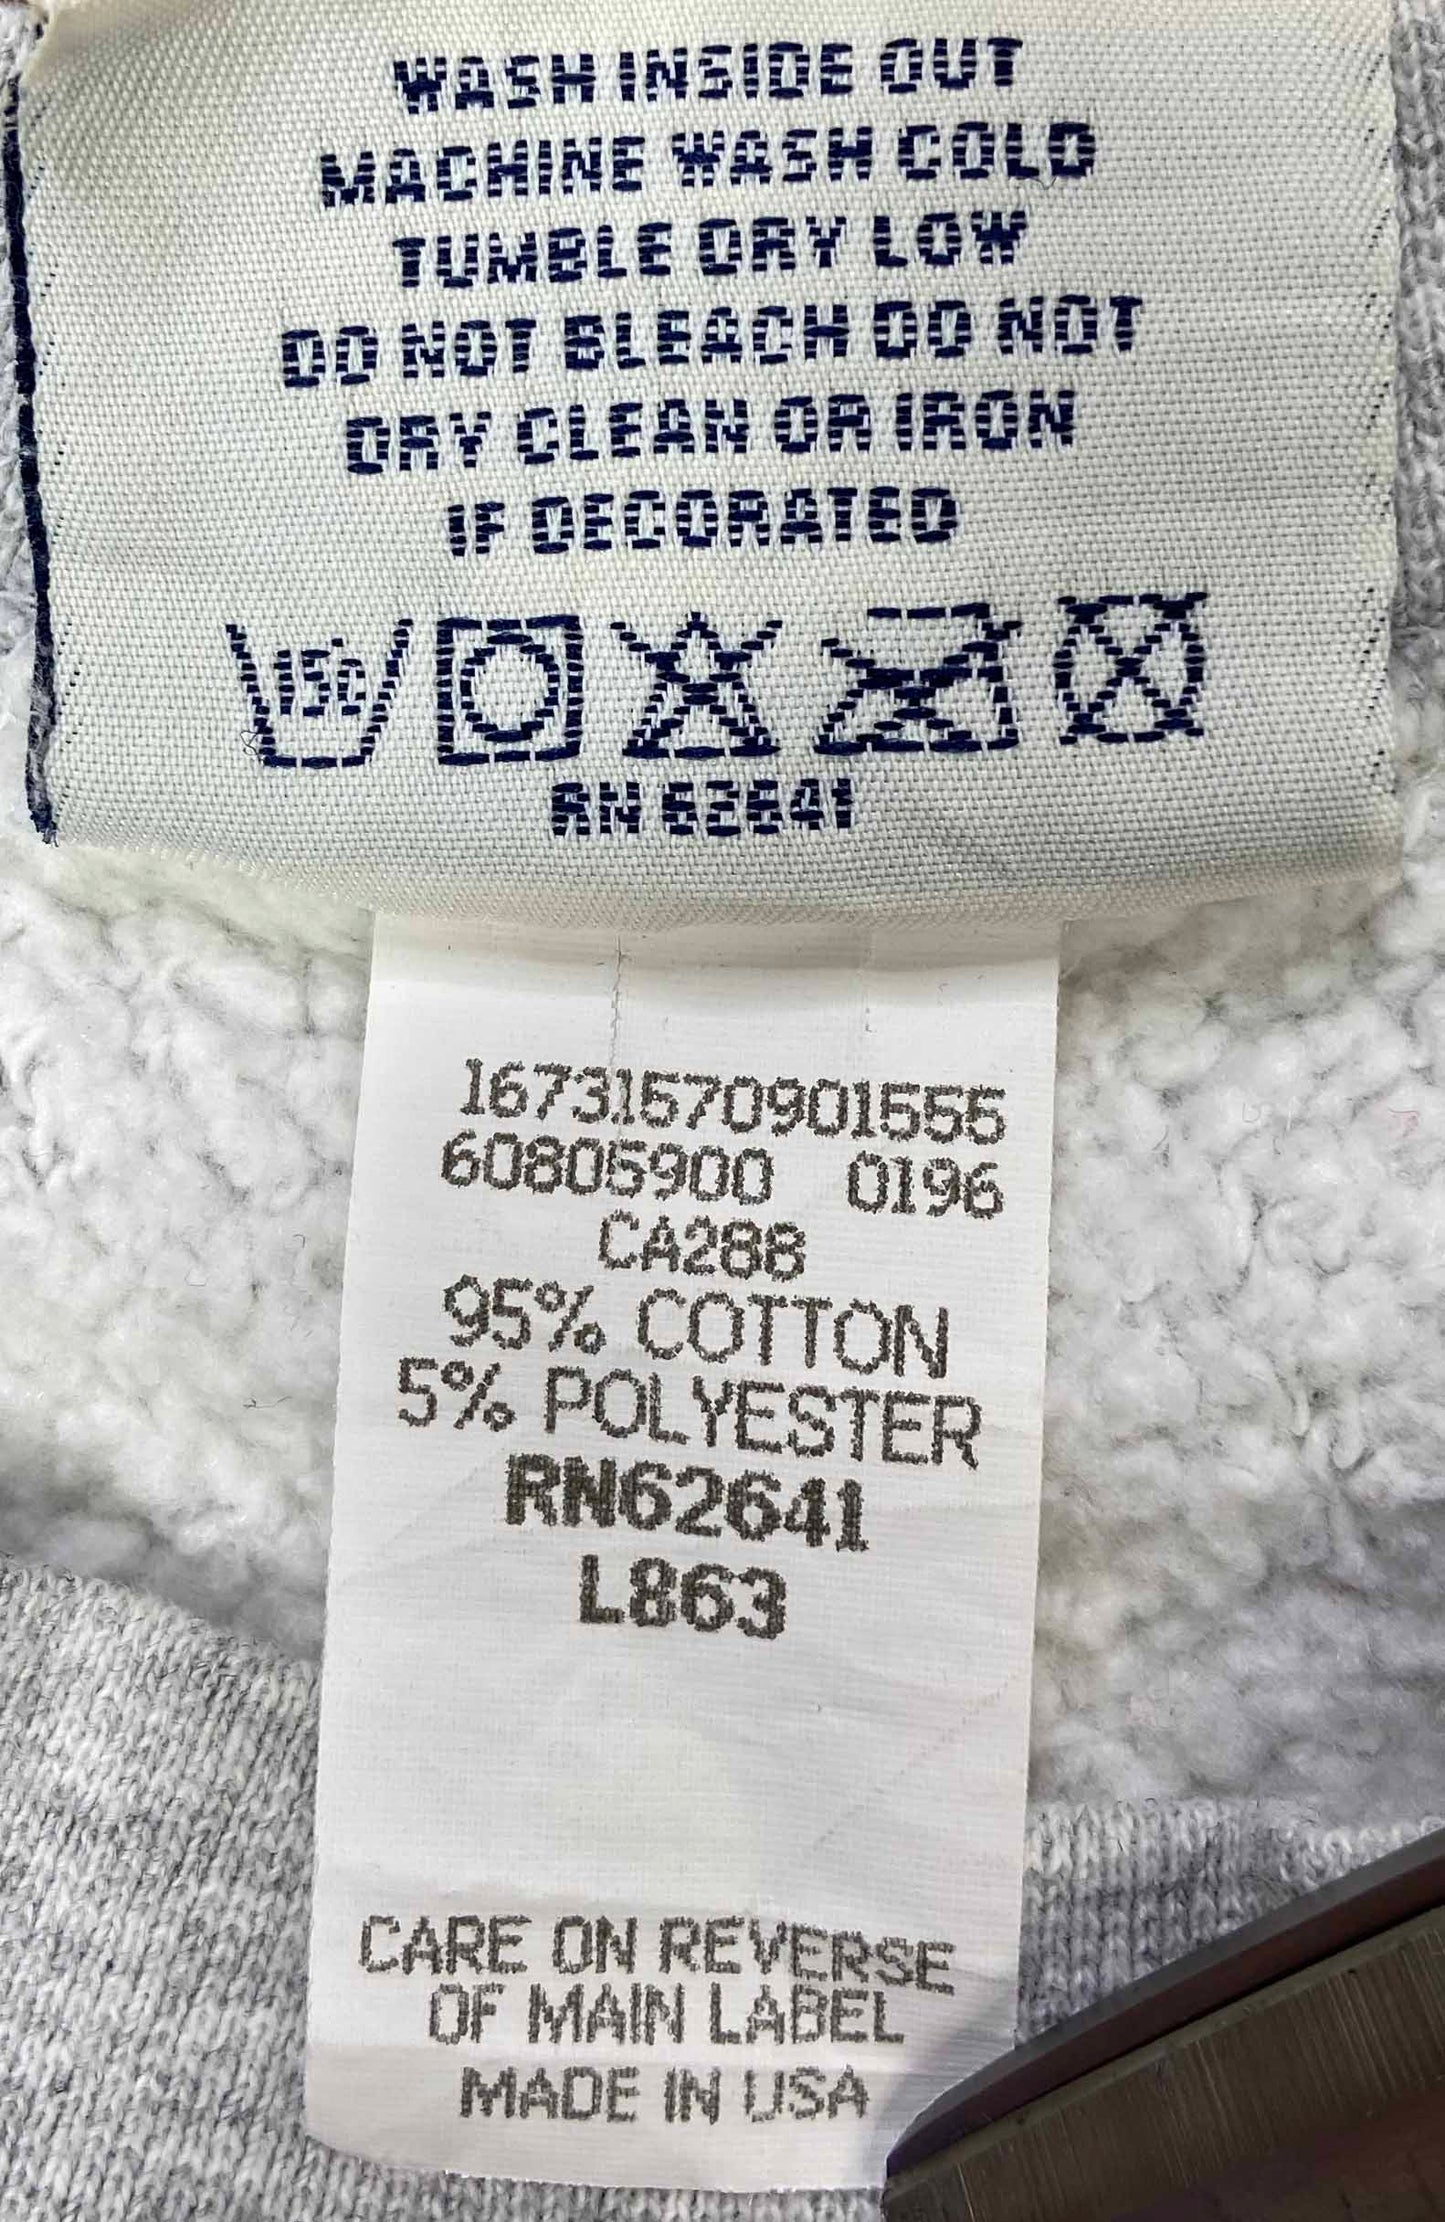 WASH INSIDE OUT
MACHINE WASH COLD
TUMBLE DRY LOW
DO NOT BLEACH DO NOT
DRY CLEAN OR IRON
IF DECORATED
150
RN 62641
16731570901555
60805900 0196
CA288
95% COTTON
5% POLYESTER
RN62641
L863
CARE ON REVERSE
OF MAIN LABEL
MADE IN USA